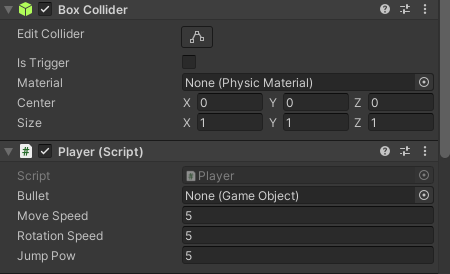 Box Collider
Edit Collider
Is Trigger
Material None (Physic Material)
Center X 0 Y 0 Z 0
Size X 1 Y 1 Z 1
# Player (Script)
Script # Player
Bullet None (Game Object)
Move Speed 5
Rotation Speed 5
Jump Pow 5